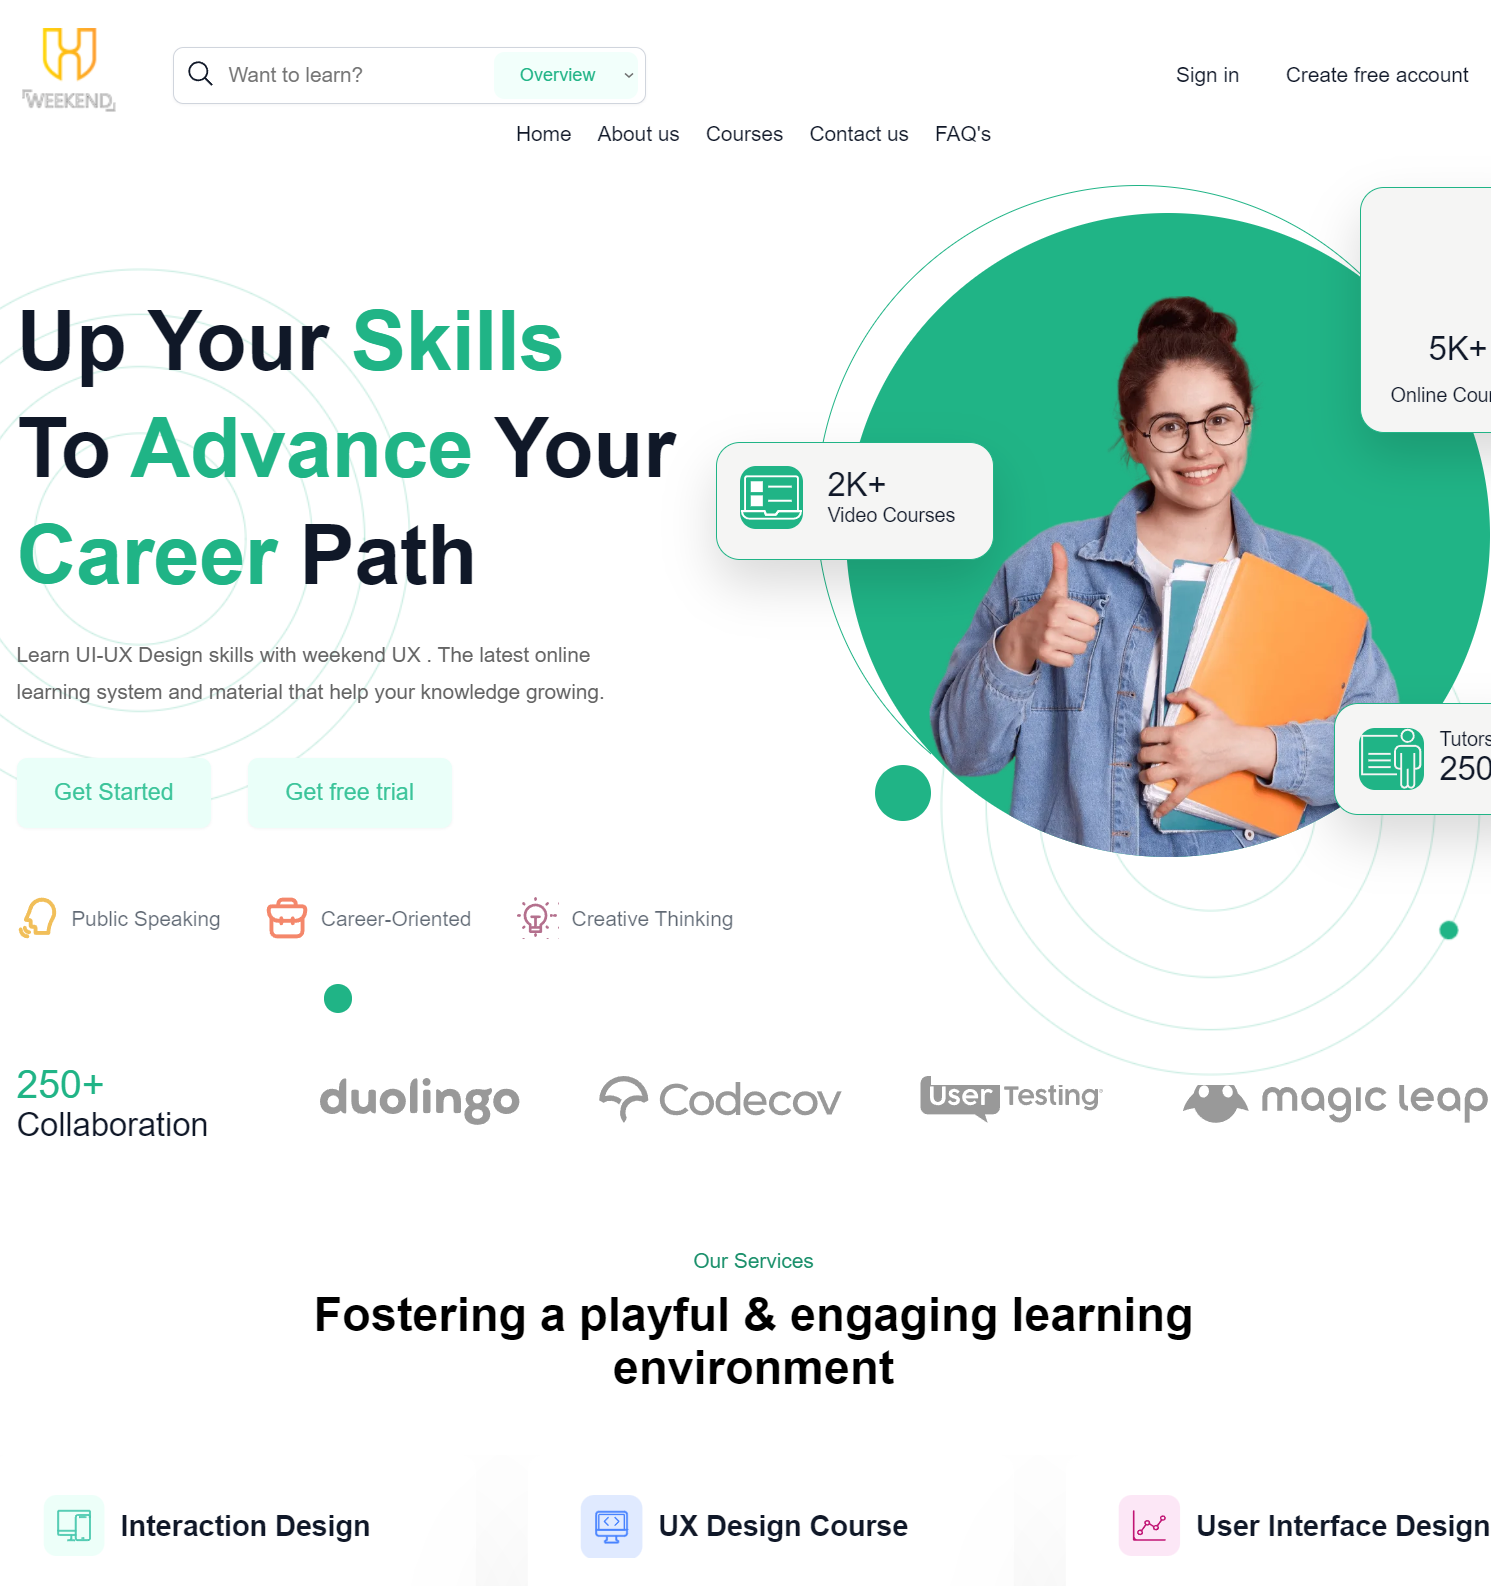 WEEKEND
Want to learn?
Overview
Sign in
Create free account
Home
About us
Courses
Contact us
FAQ's
Up Your Skills
To Advance Your
Career Path
Learn UI-UX Design skills with weekend UX . The latest online
learning system and material that help your knowledge growing.
Get Started
Get free trial
Public Speaking
Career-Oriented
Creative Thinking
2K+
Video Courses
5K+
Online Cour
Tutors
250
250+
Collaboration
duolingo
Codecov
User Testing
magic leap
Our Services
Fostering a playful & engaging learning
environment
Interaction Design
UX Design Course
User Interface Design